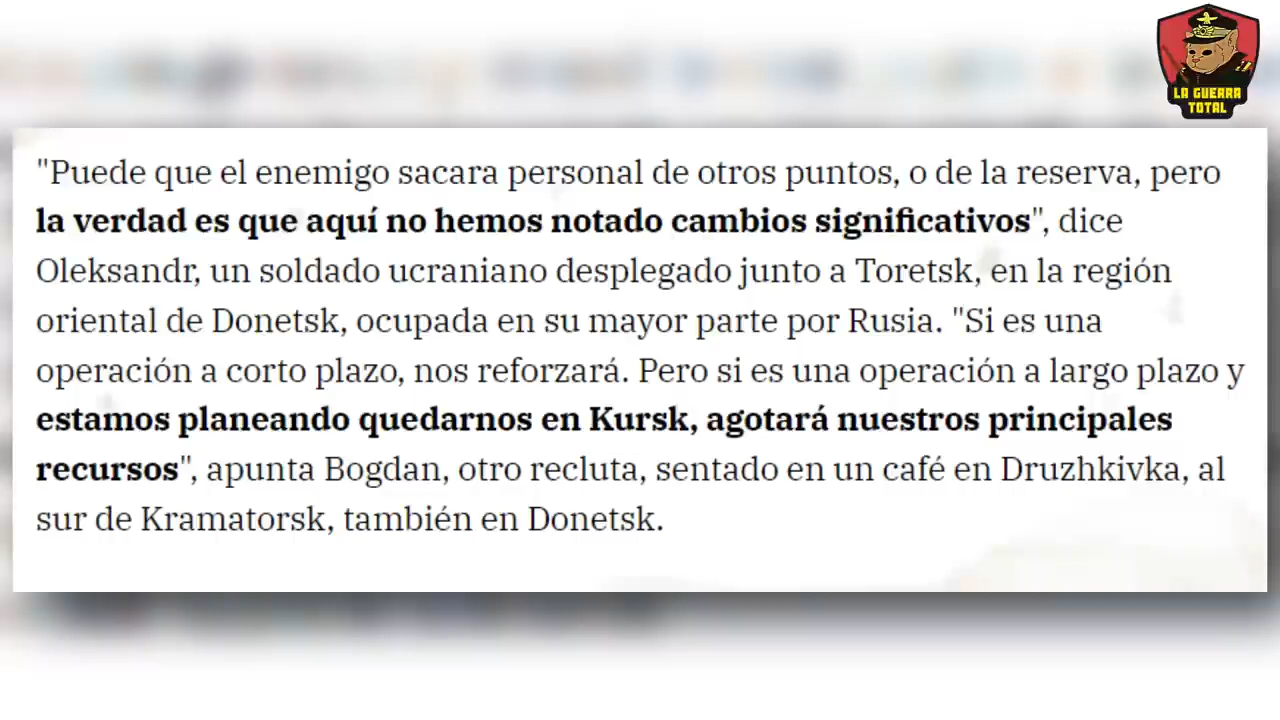 LA GUERRA
TOTAL
"Puede que el enemigo sacara personal de otros puntos, o de la reserva, pero
la verdad es que aquí no hemos notado cambios significativos", dice
Oleksandr, un soldado ucraniano desplegado junto a Toretsk, en la región
oriental de Donetsk, ocupada en su mayor parte por Rusia. "Si es una
operación a corto plazo, nos reforzará. Pero si es una operación a largo plazo y
estamos planeando quedarnos en Kursk, agotará nuestros principales
recursos", apunta Bogdan, otro recluta, sentado en un café en Druzhkivka, al
sur de Kramatorsk, también en Donetsk.